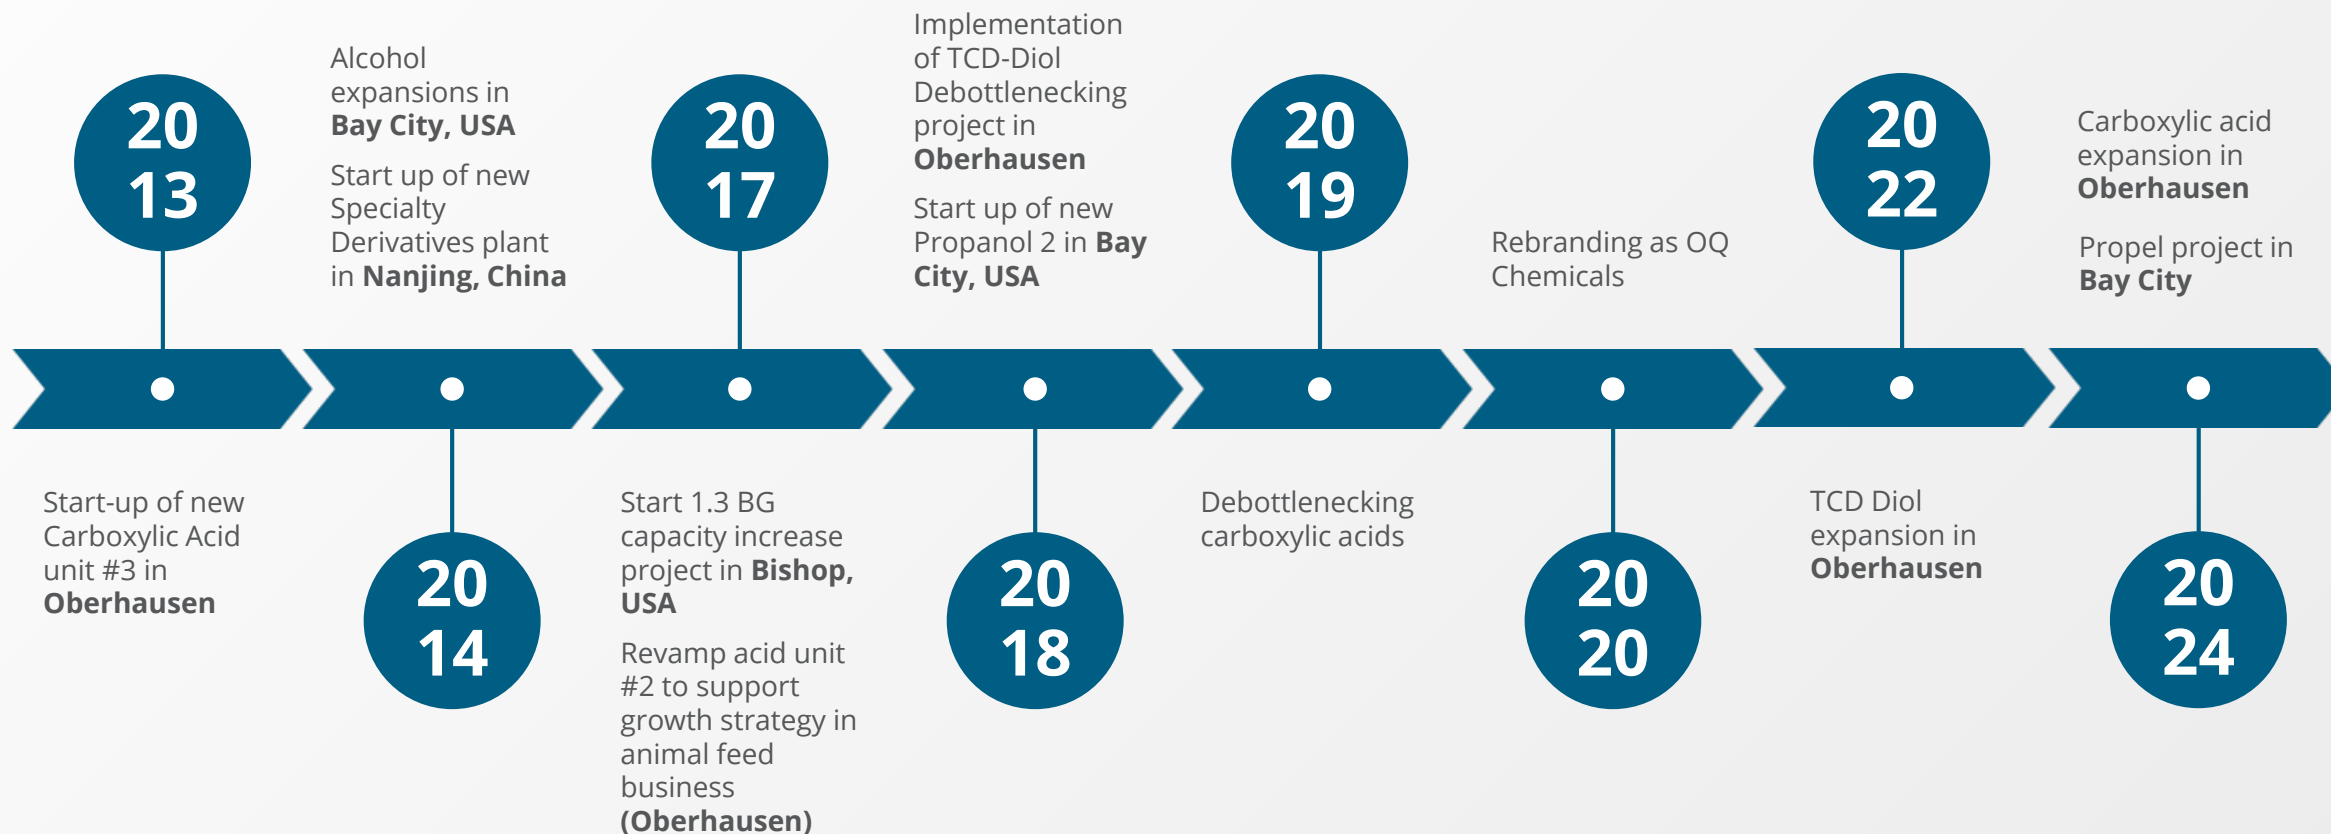 20
13
Start-up of new
Carboxylic Acid
unit #3 in
Oberhausen
Alcohol
expansions in
Bay City, USA
Start up of new
Specialty
Derivatives plant
in Nanjing, China
20
14
20
17
Start 1.3 BG
capacity increase
project in Bishop,
USA
Revamp acid unit
#2 to support
growth strategy in
animal feed
business
(Oberhausen)
Implementation
of TCD-Diol
Debottlenecking
project in
Oberhausen
Start up of new
Propanol 2 in Bay
City, USA
20
18
20
19
Debottlenecking
carboxylic acids
Rebranding as OQ
Chemicals
20
20
20
22
TCD Diol
expansion in
Oberhausen
Carboxylic acid
expansion in
Oberhausen
Propel project in
Bay City
20
24